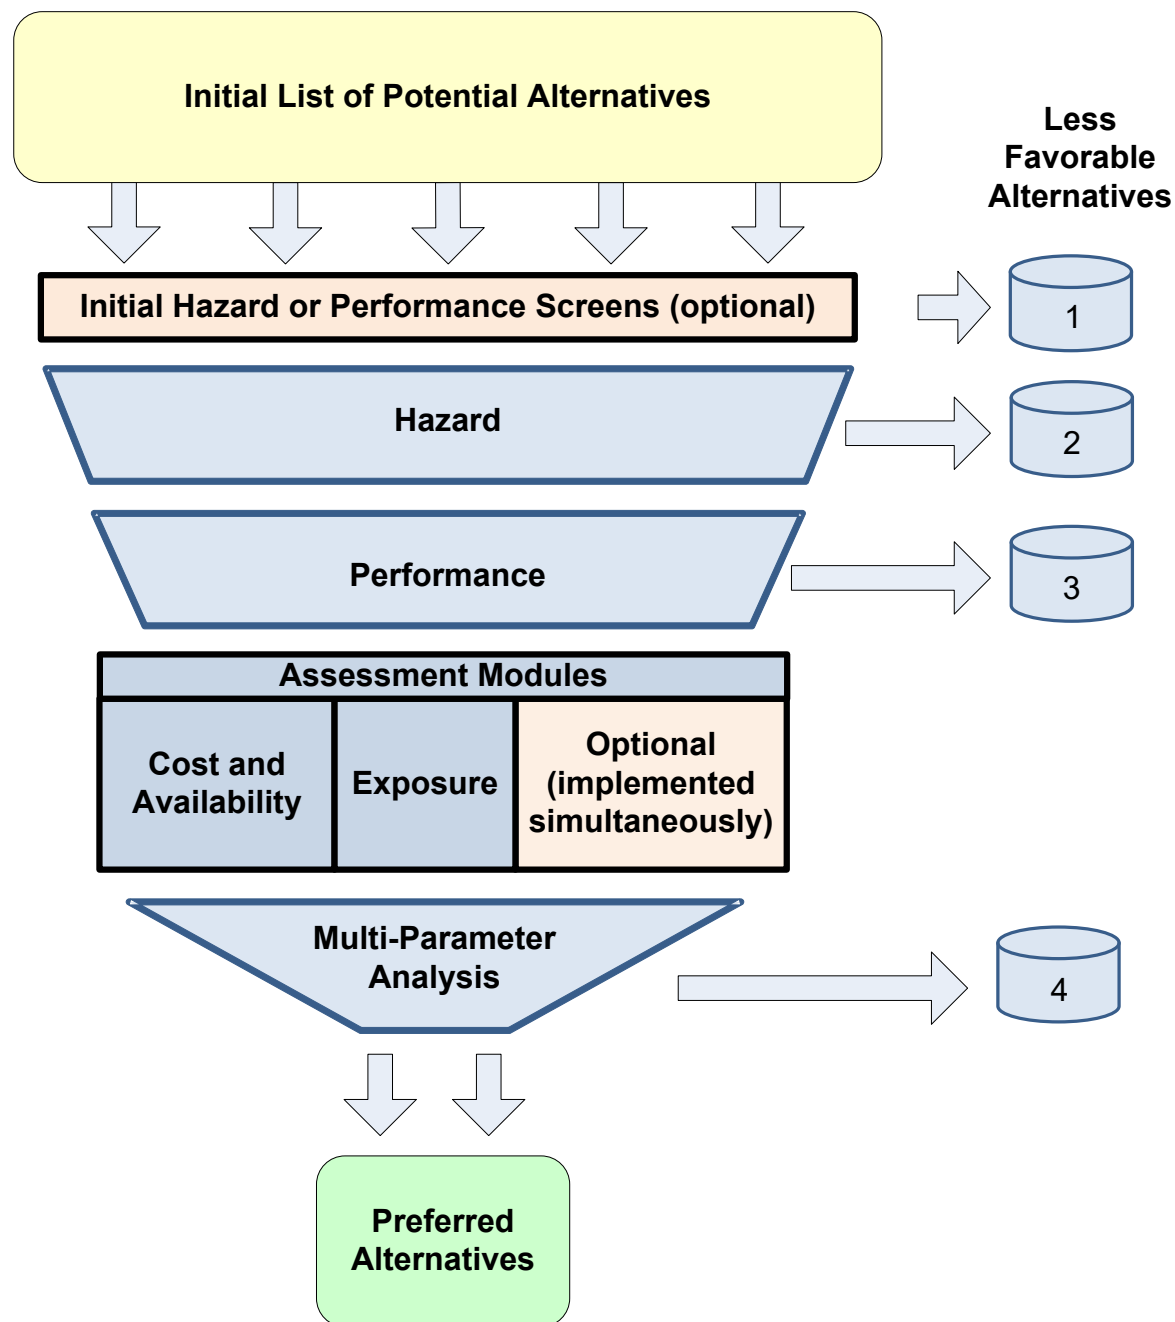 Initial List of Potential Alternatives
Less
Favorable
Alternatives
Initial Hazard or Performance Screens (optional)
1
Hazard
2
Performance
3
Assessment Modules
Cost and
Availability
Exposure
Optional
(implemented
simultaneously)
Multi-Parameter
Analysis
4
Preferred
Alternatives